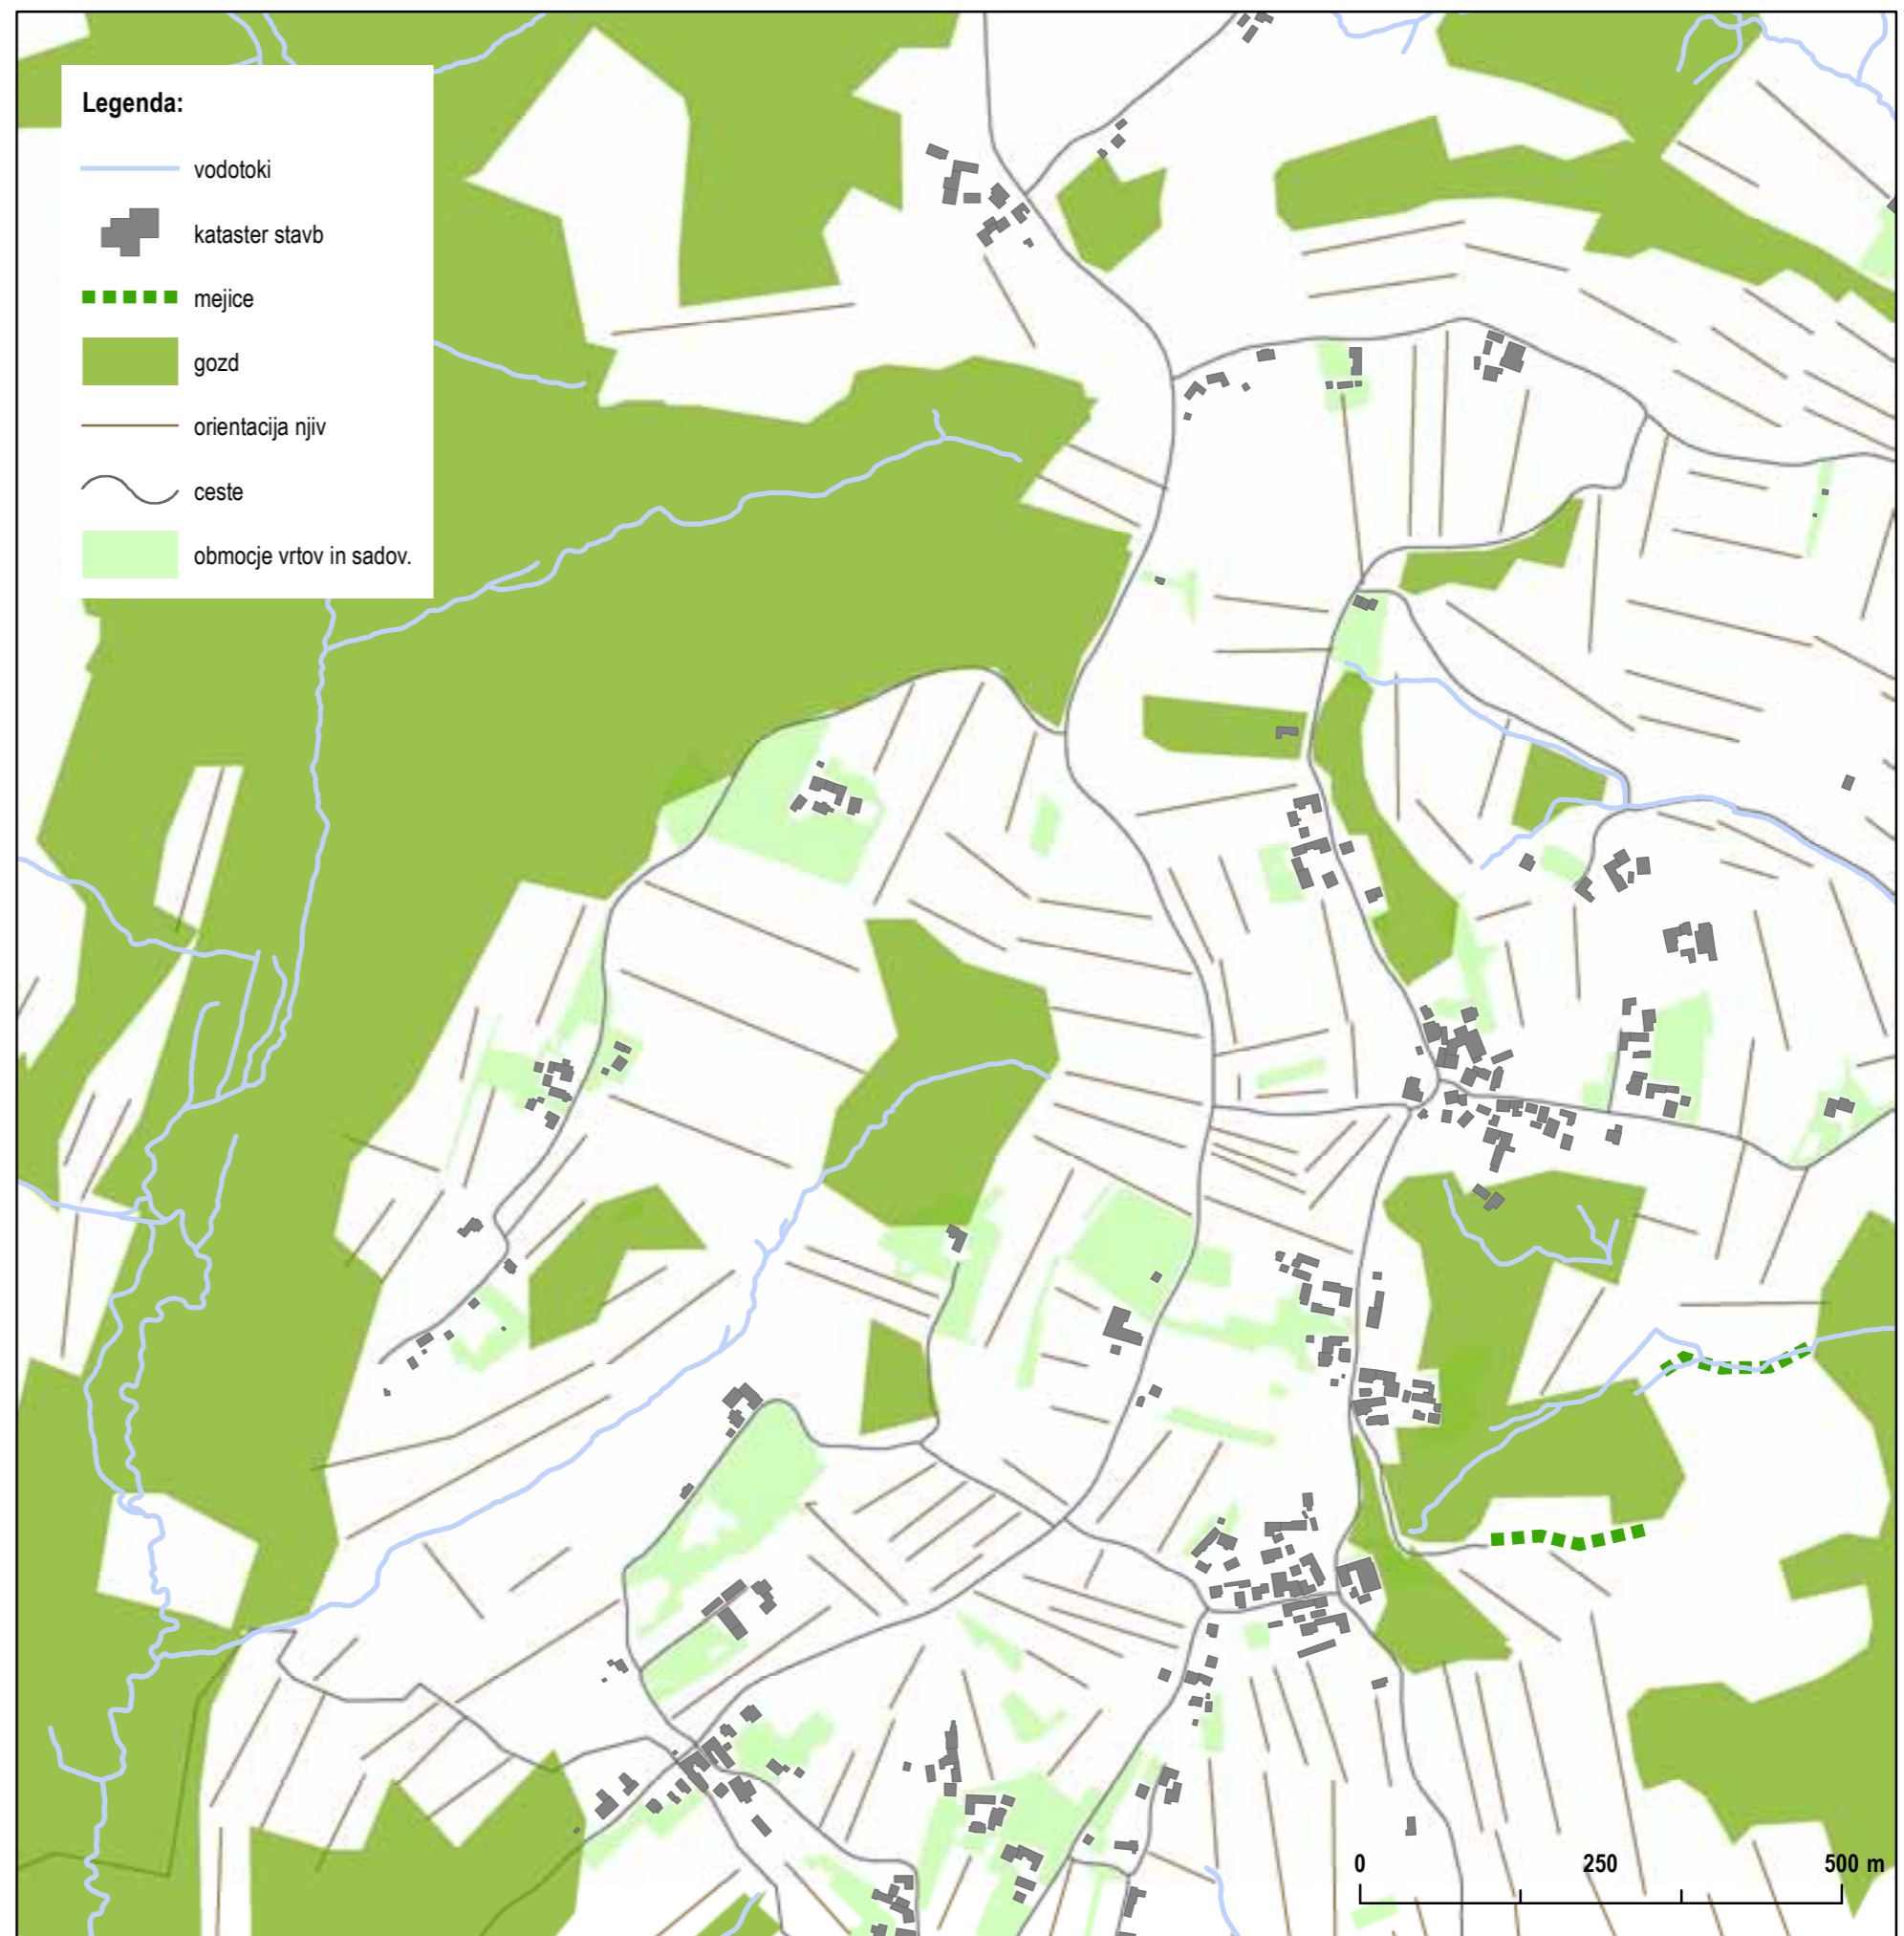 Legenda:
vodotoki
kataster stavb
mejice
gozd
orientacija njiv
ceste
obmocje vrtov in sadov.
0 250 500 m